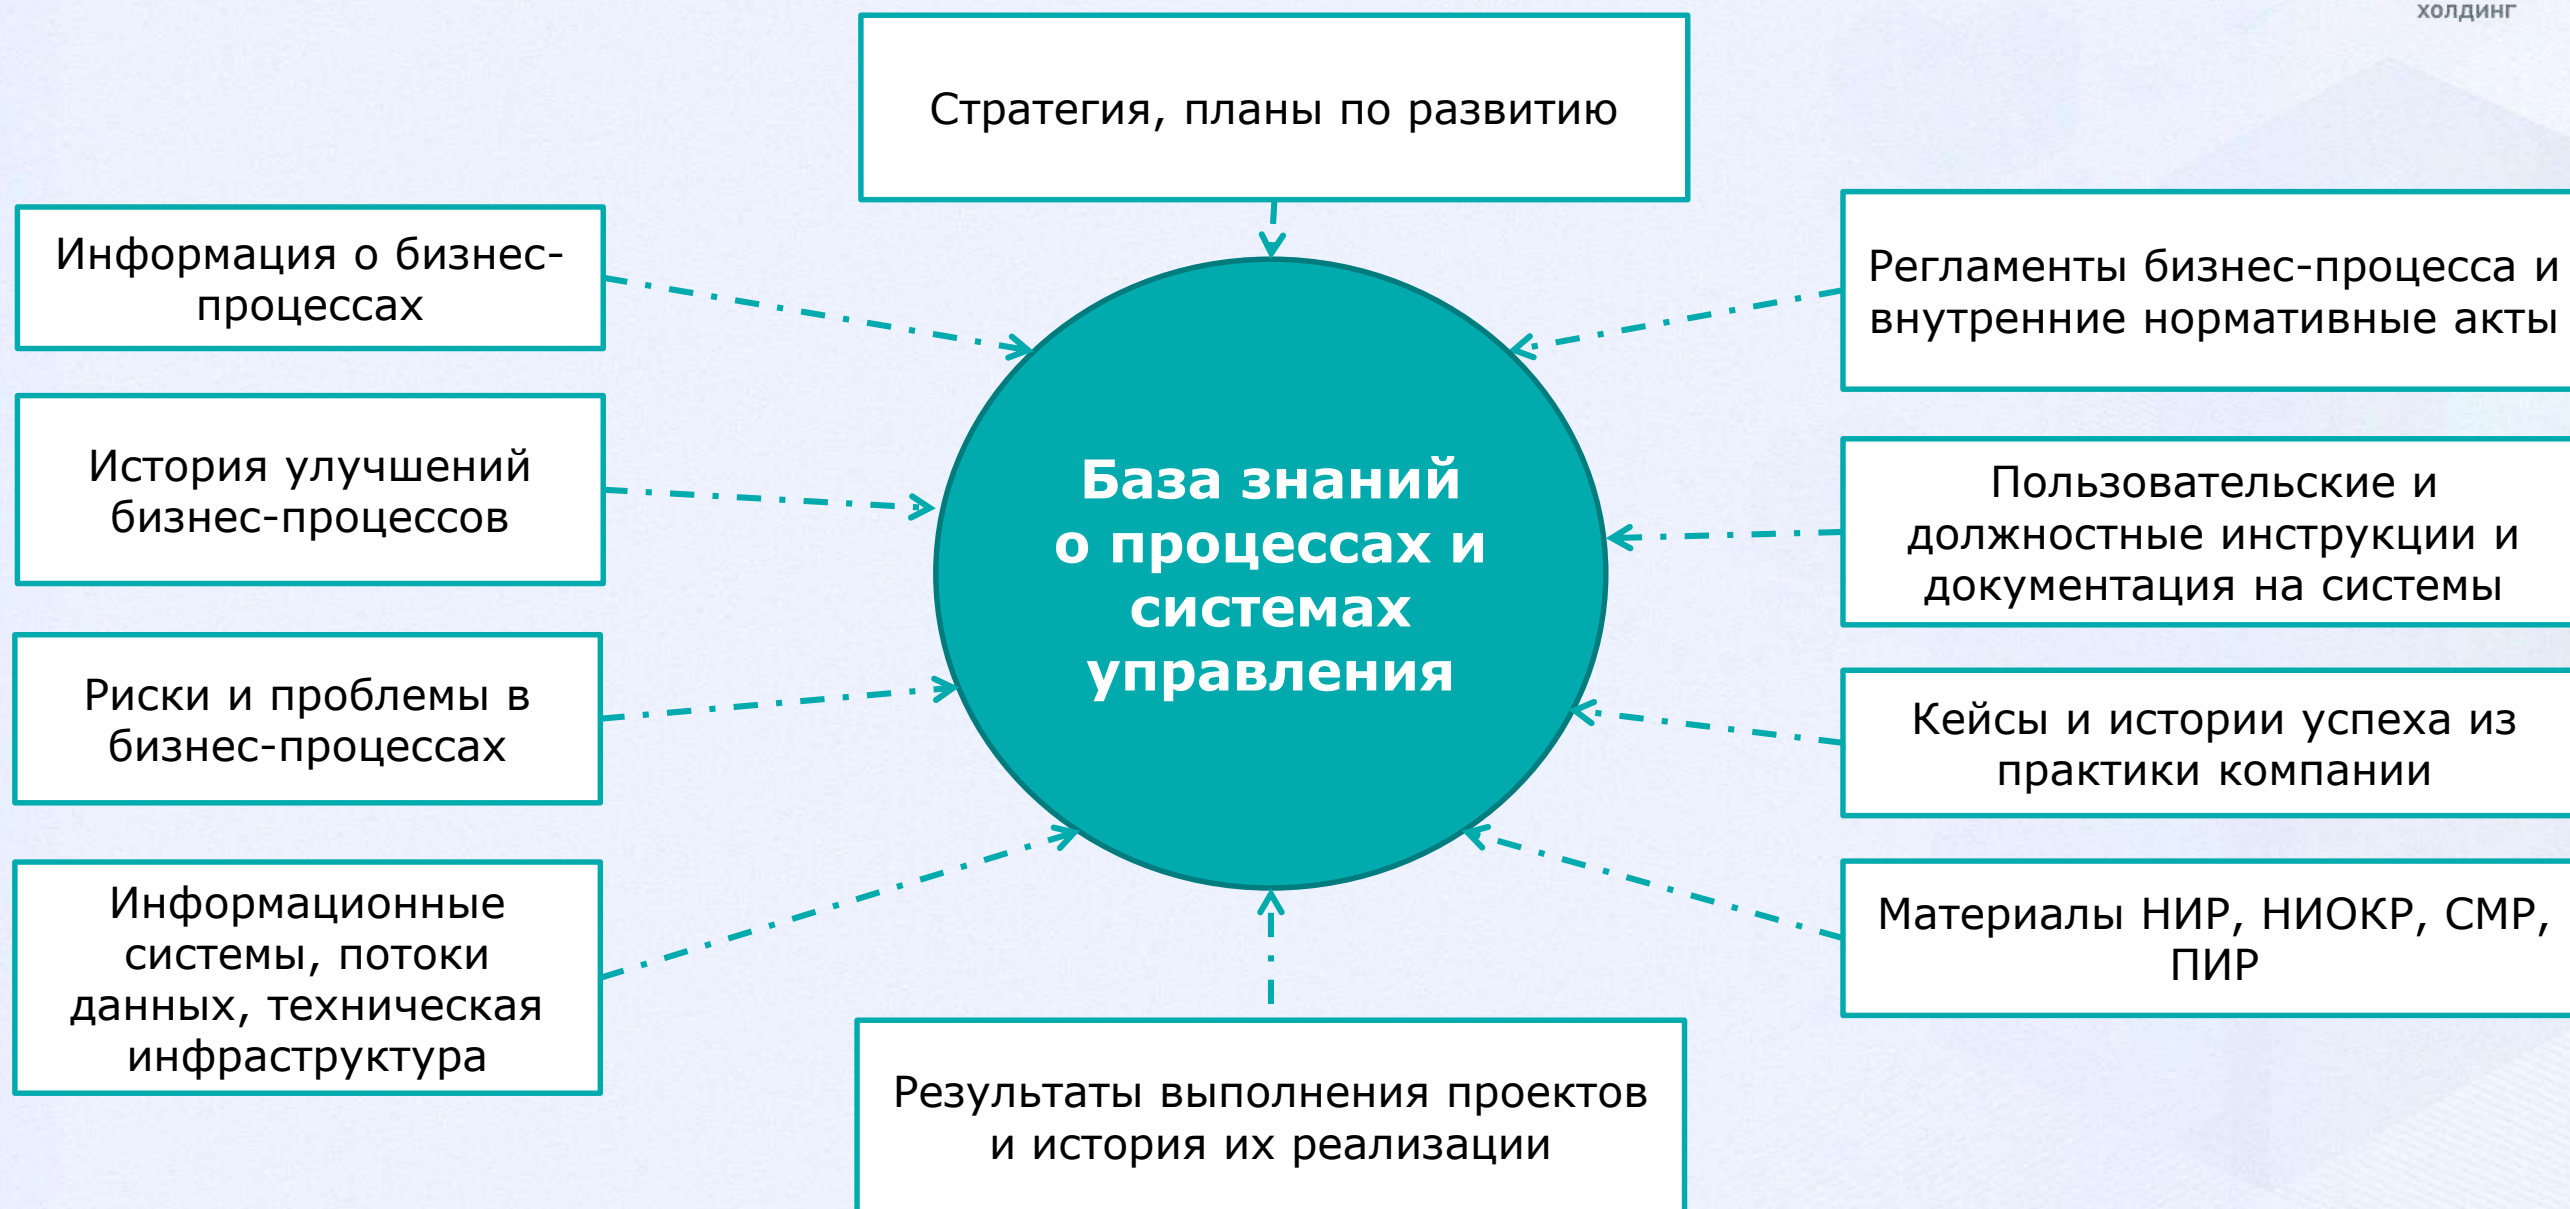 холдинг
Стратегия, планы по развитию
Информация о бизнес-
процессах
История улучшений
бизнес-процессов
Риски и проблемы в
бизнес-процессах
Информационные
системы, потоки
данных, техническая
инфраструктура
База знаний
о процессах и
системах
управления
Регламенты бизнес-процесса и
внутренние нормативные акты
Пользовательские и
должностные инструкции и
документация на системы
Кейсы и истории успеха из
практики компании
Материалы НИР, НИОКР, СМР,
ПИР
Результаты выполнения проектов
и история их реализации